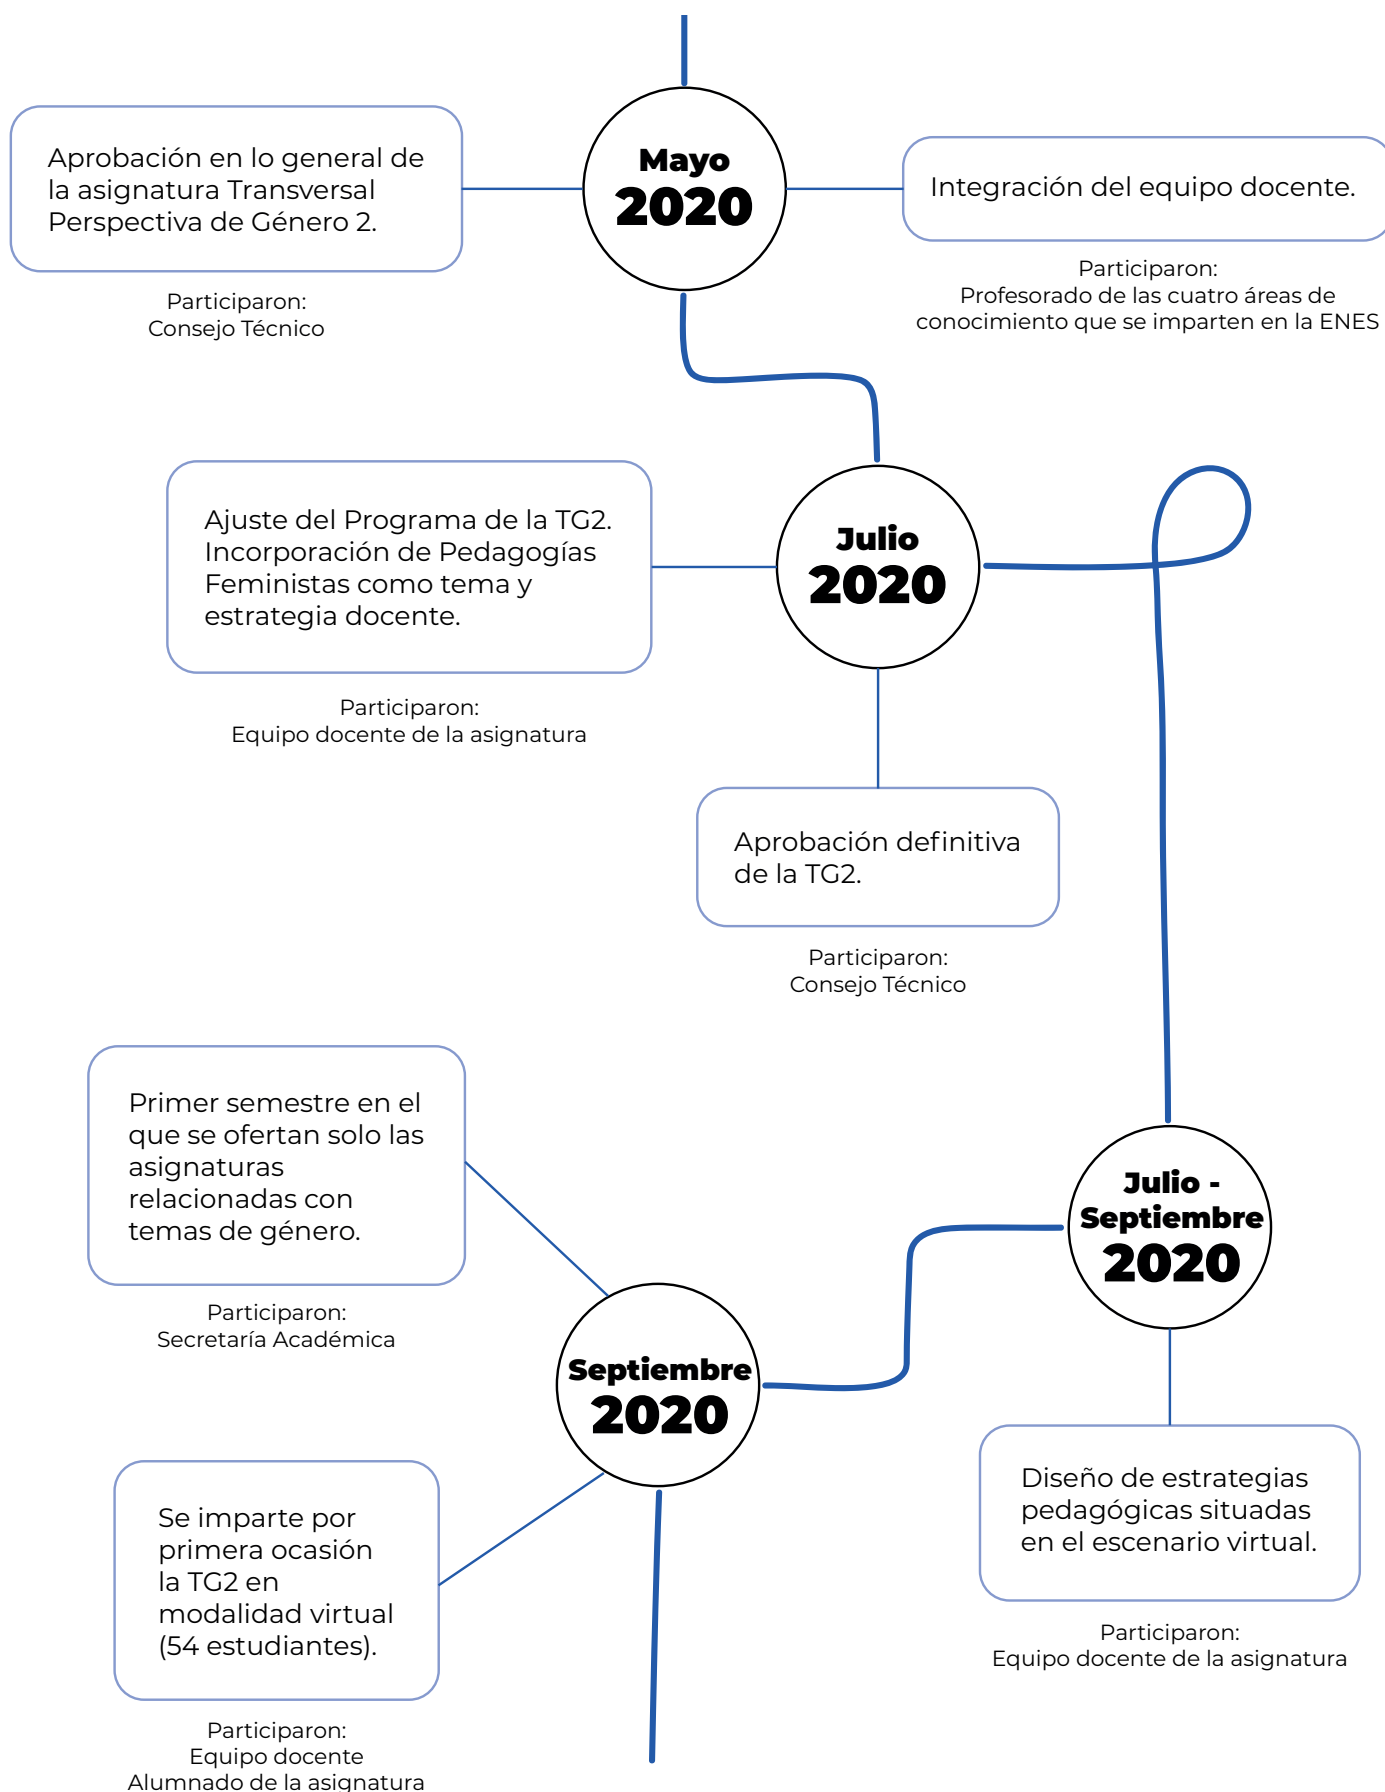 Mayo
2020
Aprobación en lo general de
la asignatura Transversal
Perspectiva de Género 2.
Participaron:
Consejo Técnico
Integración del equipo docente.
Participaron:
Profesorado de las cuatro áreas de
conocimiento que se imparten en la ENES
Julio
2020
Ajuste del Programa de la TG2.
Incorporación de Pedagogías
Feministas como tema y
estrategia docente.
Participaron:
Equipo docente de la asignatura
Aprobación definitiva
de la TG2.
Participaron:
Consejo Técnico
Julio -
Septiembre
2020
Diseño de estrategias
pedagógicas situadas
en el escenario virtual.
Participaron:
Equipo docente de la asignatura
Septiembre
2020
Primer semestre en el
que se ofertan solo las
asignaturas
relacionadas con
temas de género.
Participaron:
Secretaría Académica
Se imparte por
primera ocasión
la TG2 en
modalidad virtual
(54 estudiantes).
Participaron:
Equipo docente
Alumnado de la asignatura